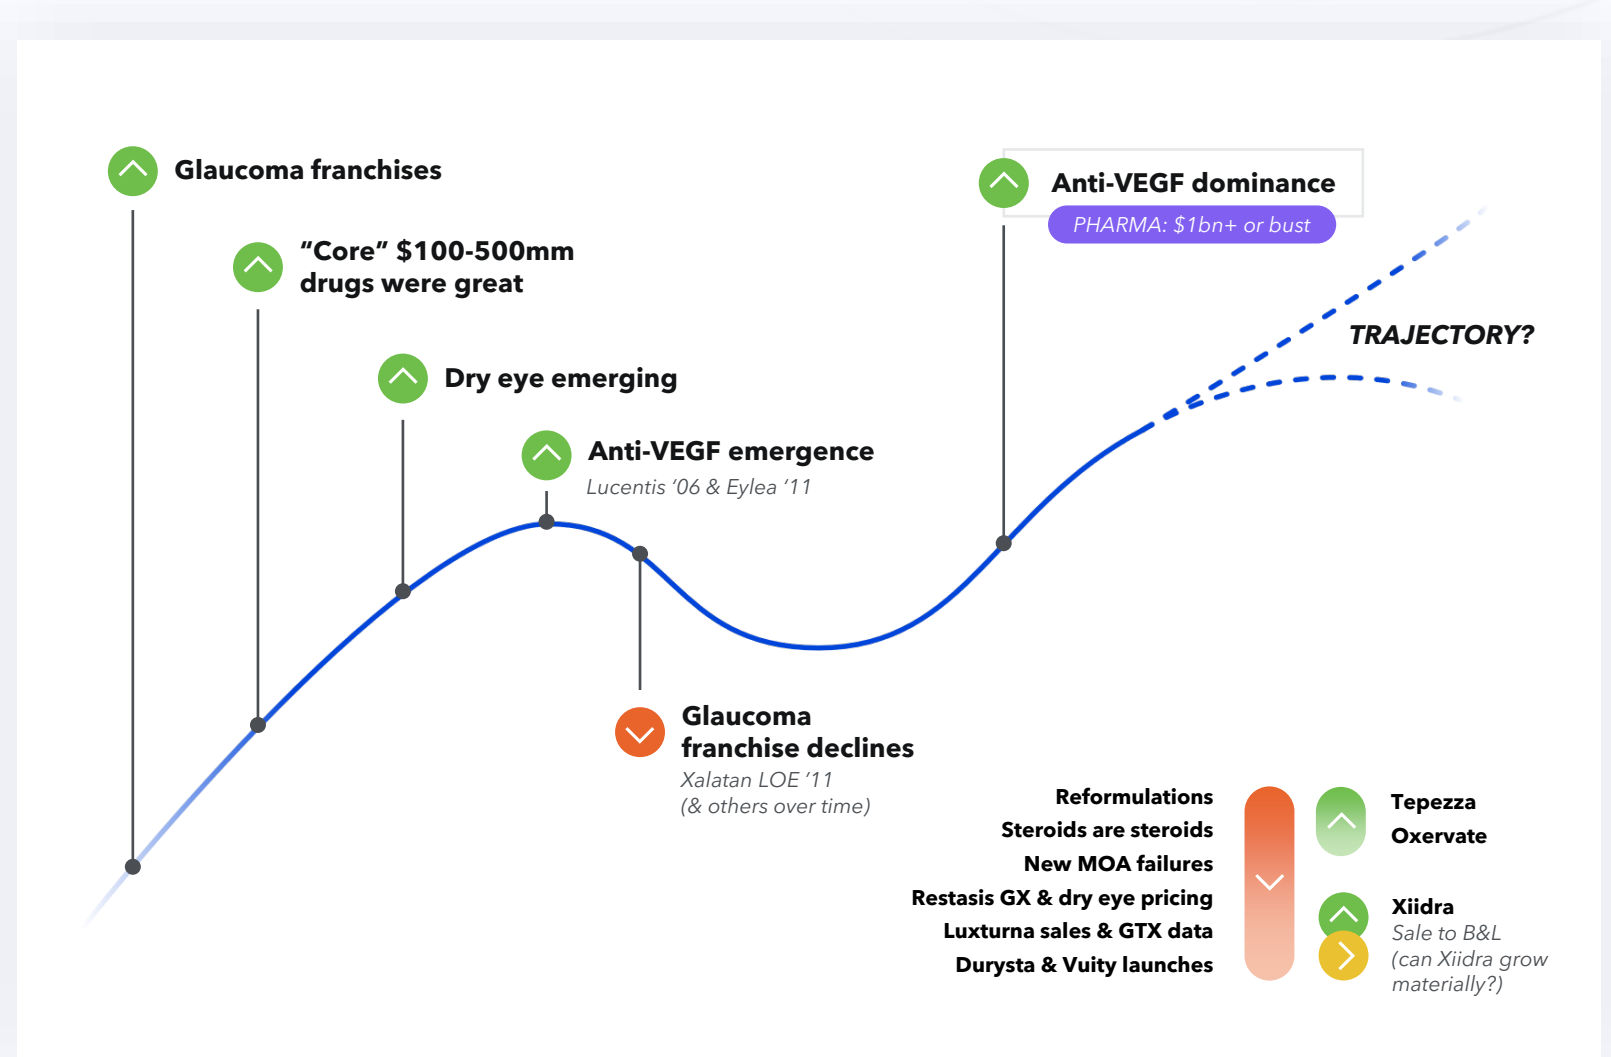 Glaucoma franchises
“Core” $100-500mm
drugs were great
Dry eye emerging
Anti-VEGF emergence
Lucentis ‘06 & Eylea ‘11
Glaucoma
franchise declines
Xalatan LOE ‘11
(& others over time)
Anti-VEGF dominance
PHARMA: $1bn+ or bust
TRAJECTORY?
Reformulations
Steroids are steroids
New MOA failures
Restasis GX & dry eye pricing
Luxturna sales & GTX data
Durysta & Vuity launches
Tepezza
Oxervate
Xiidra
Sale to B&L
(can Xiidra grow
materially?)